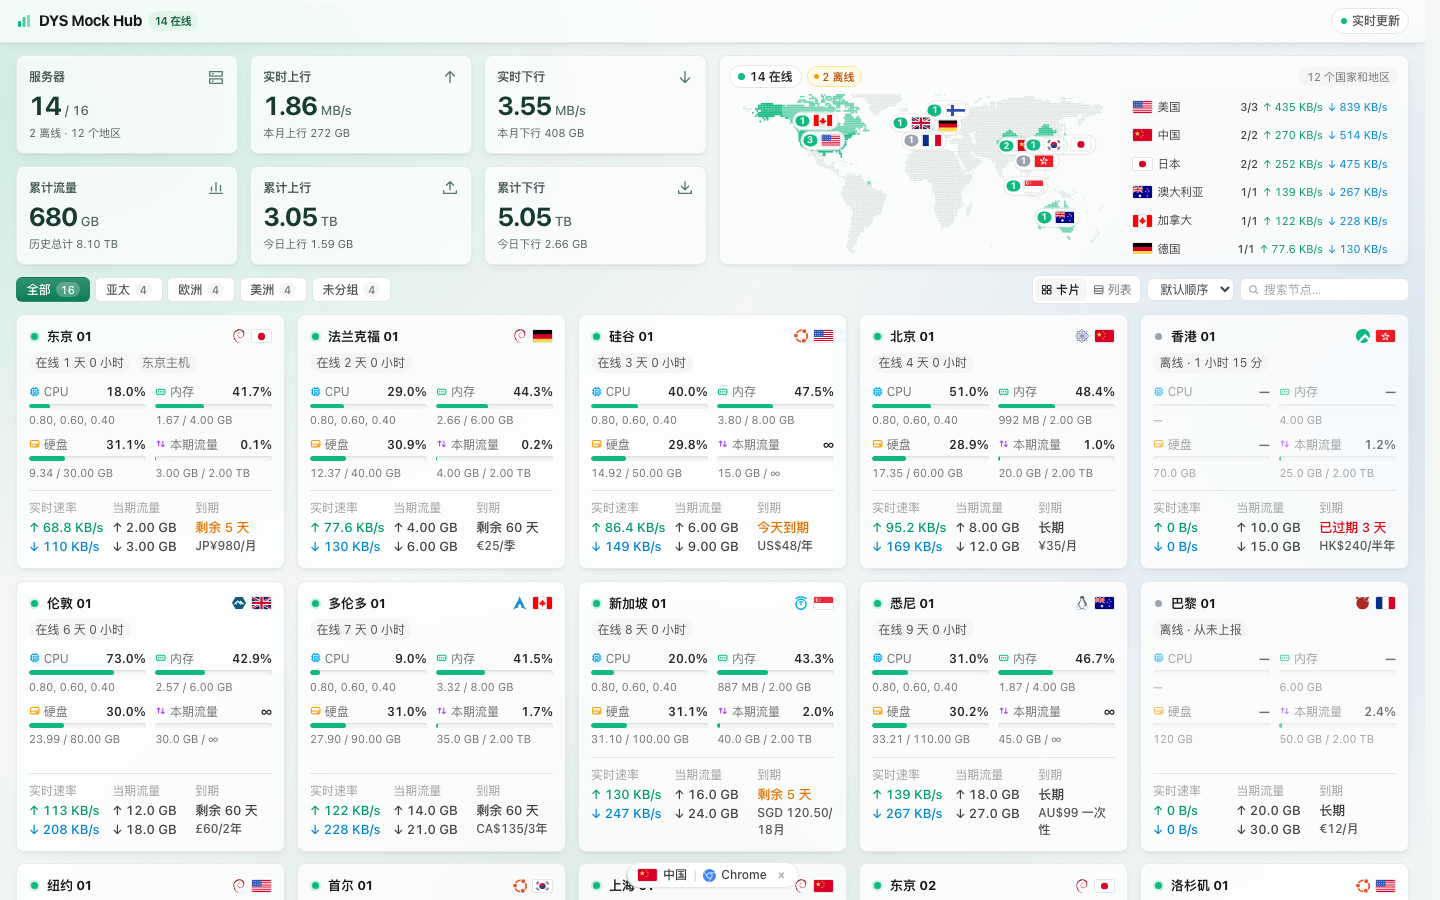 DYS Mock Hub 14 在线 实时更新
服务器
14 / 16
2 离线 · 12 个地区
实时上行
1.86 MB/s
本月上行 272 GB
实时下行
3.55 MB/s
本月下行 408 GB
累计流量
680 GB
历史总计 8.10 TB
累计上行
3.05 TB
今日上行 1.59 GB
累计下行
5.05 TB
今日下行 2.66 GB
14 在线 2 离线 12 个国家和地区
1
3
1
1
1
2
1
1
1
1
美国 3/3 ↑ 435 KB/s ↓ 839 KB/s
中国 2/2 ↑ 270 KB/s ↓ 514 KB/s
日本 2/2 ↑ 252 KB/s ↓ 475 KB/s
澳大利亚 1/1 ↑ 139 KB/s ↓ 267 KB/s
加拿大 1/1 ↑ 122 KB/s ↓ 228 KB/s
德国 1/1 ↑ 77.6 KB/s ↓ 130 KB/s
全部 16 亚太 4 欧洲 4 美洲 4 未分组 4 卡片 列表 默认顺序 搜索节点...
东京 01
在线 1 天 0 小时 东京主机
CPU 18.0% 内存 41.7%
0.80, 0.60, 0.40 1.67 / 4.00 GB
硬盘 31.1% 本期流量 0.1%
9.34 / 30.00 GB 3.00 GB / 2.00 TB
实时速率 当期流量 到期
↑ 68.8 KB/s ↑ 2.00 GB 剩余 5 天
↓ 110 KB/s ↓ 3.00 GB JP¥980/月
法兰克福 01
在线 2 天 0 小时
CPU 29.0% 内存 44.3%
0.80, 0.60, 0.40 2.66 / 6.00 GB
硬盘 30.9% 本期流量 0.2%
12.37 / 40.00 GB 4.00 GB / 2.00 TB
实时速率 当期流量 到期
↑ 77.6 KB/s ↑ 4.00 GB 剩余 60 天
↓ 130 KB/s ↓ 6.00 GB €25/季
硅谷 01
在线 3 天 0 小时
CPU 40.0% 内存 47.5%
0.80, 0.60, 0.40 3.80 / 8.00 GB
硬盘 29.8% 本期流量 ∞
14.92 / 50.00 GB 15.0 GB / ∞
实时速率 当期流量 到期
↑ 86.4 KB/s ↑ 6.00 GB 今天到期
↓ 149 KB/s ↓ 9.00 GB US$48/年
北京 01
在线 4 天 0 小时
CPU 51.0% 内存 48.4%
0.80, 0.60, 0.40 992 MB / 2.00 GB
硬盘 28.9% 本期流量 1.0%
17.35 / 60.00 GB 20.0 GB / 2.00 TB
实时速率 当期流量 到期
↑ 95.2 KB/s ↑ 8.00 GB 长期
↓ 169 KB/s ↓ 12.0 GB ¥35/月
香港 01
离线 · 1 小时 15 分
CPU — 内存 —
— 4.00 GB
硬盘 — 本期流量 1.2%
70.0 GB 25.0 GB / 2.00 TB
实时速率 当期流量 到期
↑ 0 B/s ↑ 10.0 GB 已过期 3 天
↓ 0 B/s ↓ 15.0 GB HK$240/半年
伦敦 01
在线 6 天 0 小时
CPU 73.0% 内存 42.9%
0.80, 0.60, 0.40 2.57 / 6.00 GB
硬盘 30.0% 本期流量 ∞
23.99 / 80.00 GB 30.0 GB / ∞
实时速率 当期流量 到期
↑ 113 KB/s ↑ 12.0 GB 剩余 60 天
↓ 208 KB/s ↓ 18.0 GB £60/2年
多伦多 01
在线 7 天 0 小时
CPU 9.0% 内存 41.5%
0.80, 0.60, 0.40 3.32 / 8.00 GB
硬盘 31.0% 本期流量 1.7%
27.90 / 90.00 GB 35.0 GB / 2.00 TB
实时速率 当期流量 到期
↑ 122 KB/s ↑ 14.0 GB 剩余 60 天
↓ 228 KB/s ↓ 21.0 GB CA$135/3年
新加坡 01
在线 8 天 0 小时
CPU 20.0% 内存 43.3%
0.80, 0.60, 0.40 887 MB / 2.00 GB
硬盘 31.1% 本期流量 2.0%
31.10 / 100.00 GB 40.0 GB / 2.00 TB
实时速率 当期流量 到期
↑ 130 KB/s ↑ 16.0 GB 剩余 5 天
↓ 247 KB/s ↓ 24.0 GB SGD 120.50/
18月
悉尼 01
在线 9 天 0 小时
CPU 31.0% 内存 46.7%
0.80, 0.60, 0.40 1.87 / 4.00 GB
硬盘 30.2% 本期流量 ∞
33.21 / 110.00 GB 45.0 GB / ∞
实时速率 当期流量 到期
↑ 139 KB/s ↑ 18.0 GB 长期
↓ 267 KB/s ↓ 27.0 GB AU$99 一次
性
巴黎 01
离线 · 从未上报
CPU — 内存 —
— 6.00 GB
硬盘 — 本期流量 2.4%
120 GB 50.0 GB / 2.00 TB
实时速率 当期流量 到期
↑ 0 B/s ↑ 20.0 GB 长期
↓ 0 B/s ↓ 30.0 GB €12/月
纽约 01
首尔 01
上海 01
东京 02
洛杉矶 01
中国 | Chrome ×